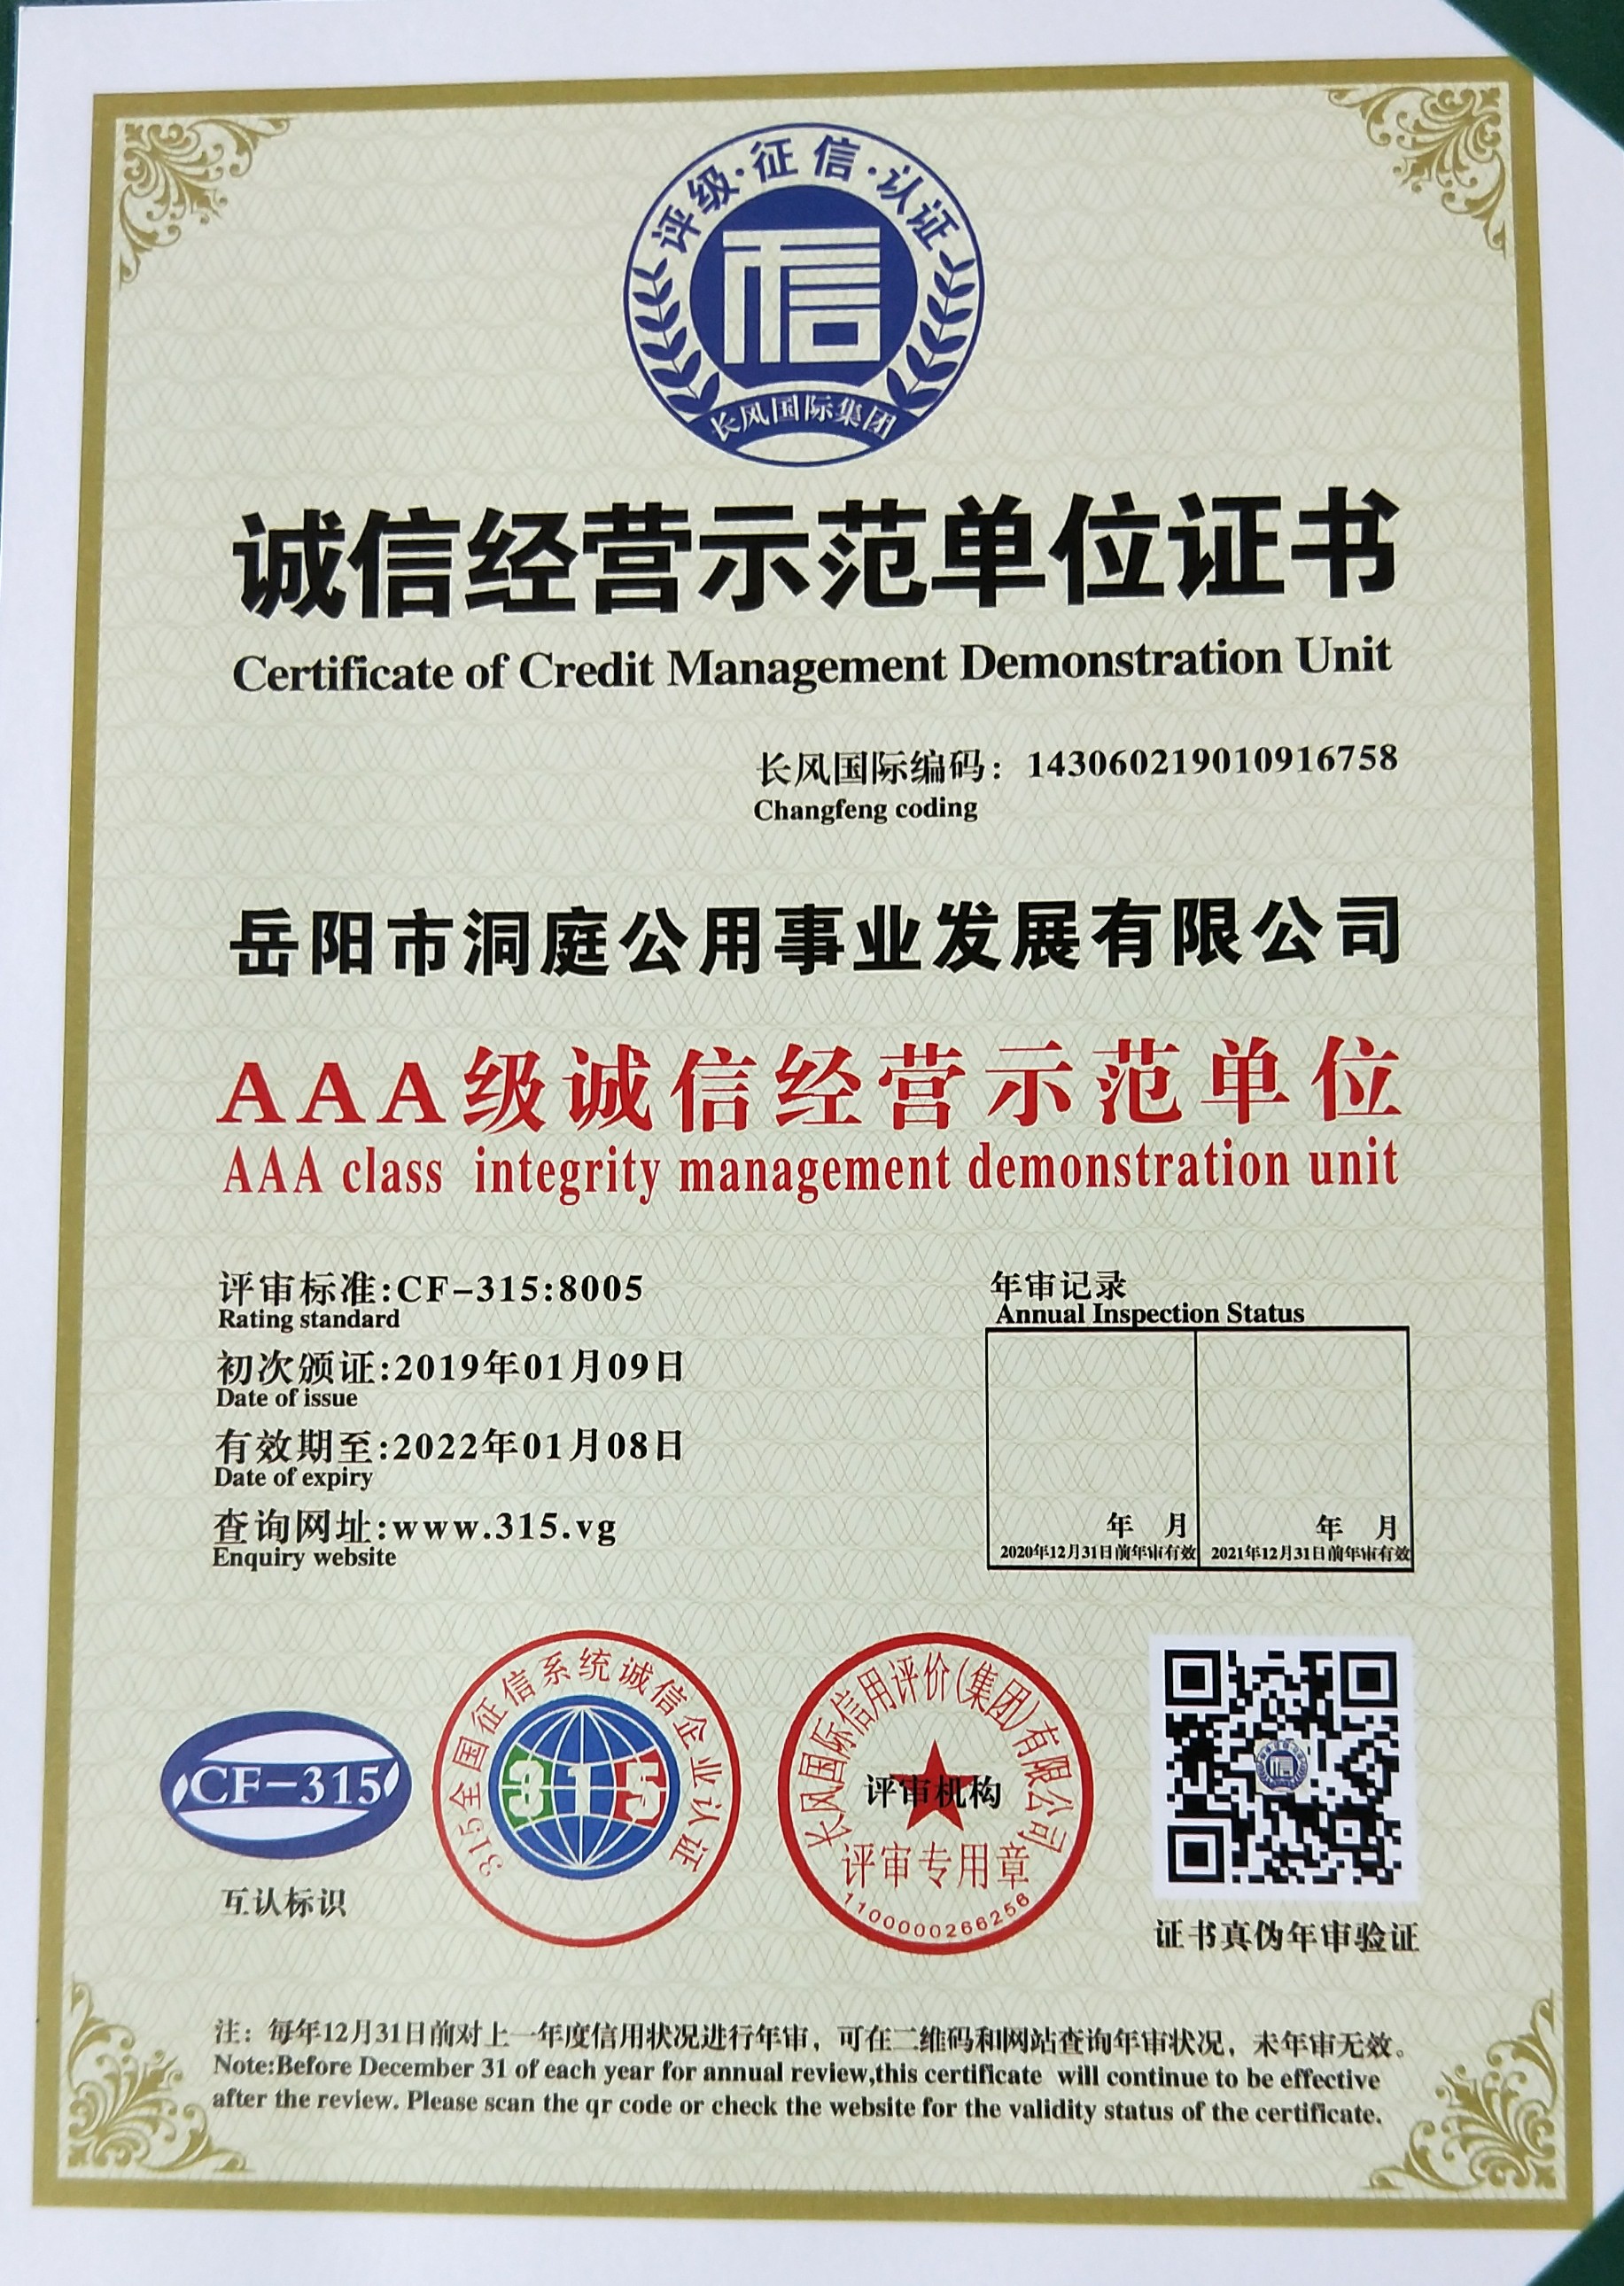 评级·征信·认证
信
长风国际集团
诚信经营示范单位证书
Certificate of Credit Management Demonstration Unit
长风国际编码：143060219010916758
Changfeng coding
岳阳市洞庭公用事业发展有限公司
AAA级诚信经营示范单位
AAA class integrity management demonstration unit
评审标准:CF-315:8005
Rating standard
初次颁证:2019年01月09日
Date of issue
有效期至:2022年01月08日
Date of expiry
查询网址:www.315.vg
Enquiry website
年审记录
Annual Inspection Status
年 月
2020年12月31日前年审有效
年 月
2021年12月31日前年审有效
CF-315
互认标识
315全国征信系统诚信企业认证
315
长风国际信用评价(集团)有限公司
评审机构
评审专用章
1100000266256
信
证书真伪年审验证
注：每年12月31日前对上一年度信用状况进行年审，可在二维码和网站查询年审状况，未年审无效。
Note:Before December 31 of each year for annual review,this certificate will continue to be effective
after the review. Please scan the qr code or check the website for the validity status of the certificate.